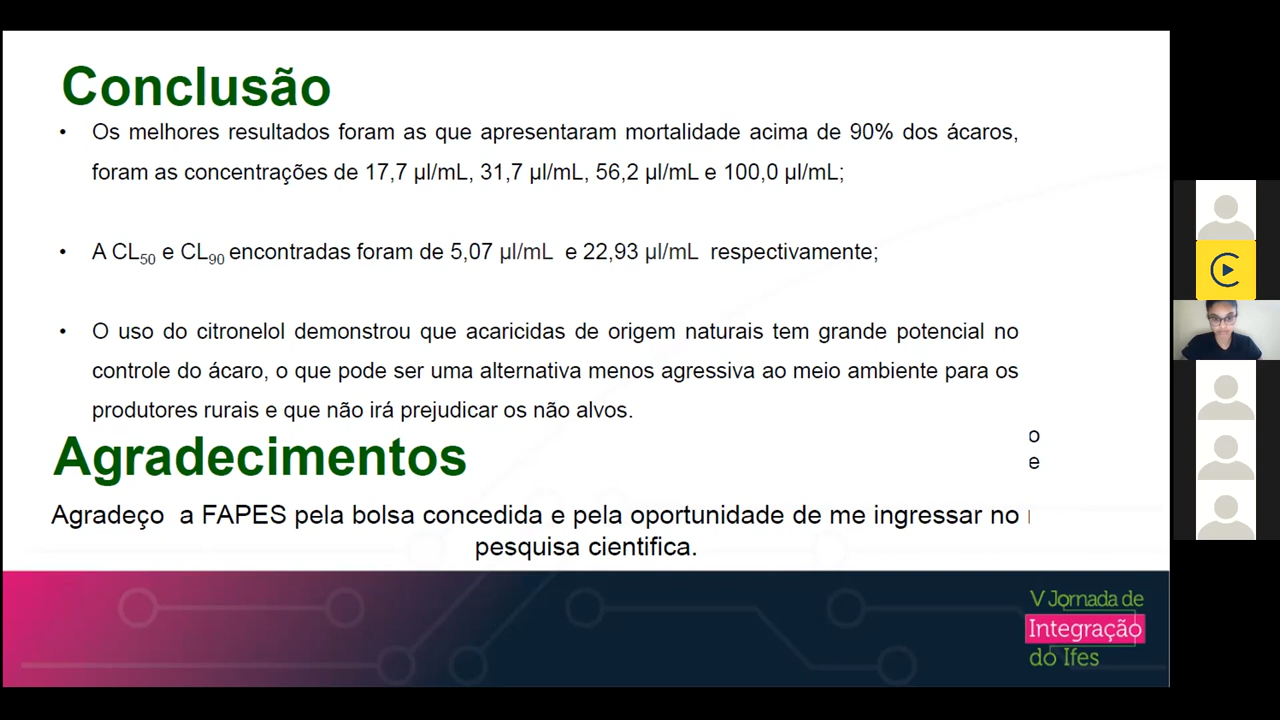 Conclusão
• Os melhores resultados foram as que apresentaram mortalidade acima de 90% dos ácaros,
foram as concentrações de 17,7 µl/mL, 31,7 µl/mL, 56,2 µl/mL e 100,0 µl/mL;
• A CL50 e CL90 encontradas foram de 5,07 µl/mL e 22,93 µl/mL respectivamente;
• O uso do citronelol demonstrou que acaricidas de origem naturais tem grande potencial no
controle do ácaro, o que pode ser uma alternativa menos agressiva ao meio ambiente para os
produtores rurais e que não irá prejudicar os não alvos.
o
e
Agradecimentos
Agradeço a FAPES pela bolsa concedida e pela oportunidade de me ingressar no
pesquisa cientifica.
V Jornada de
Integração
do Ifes